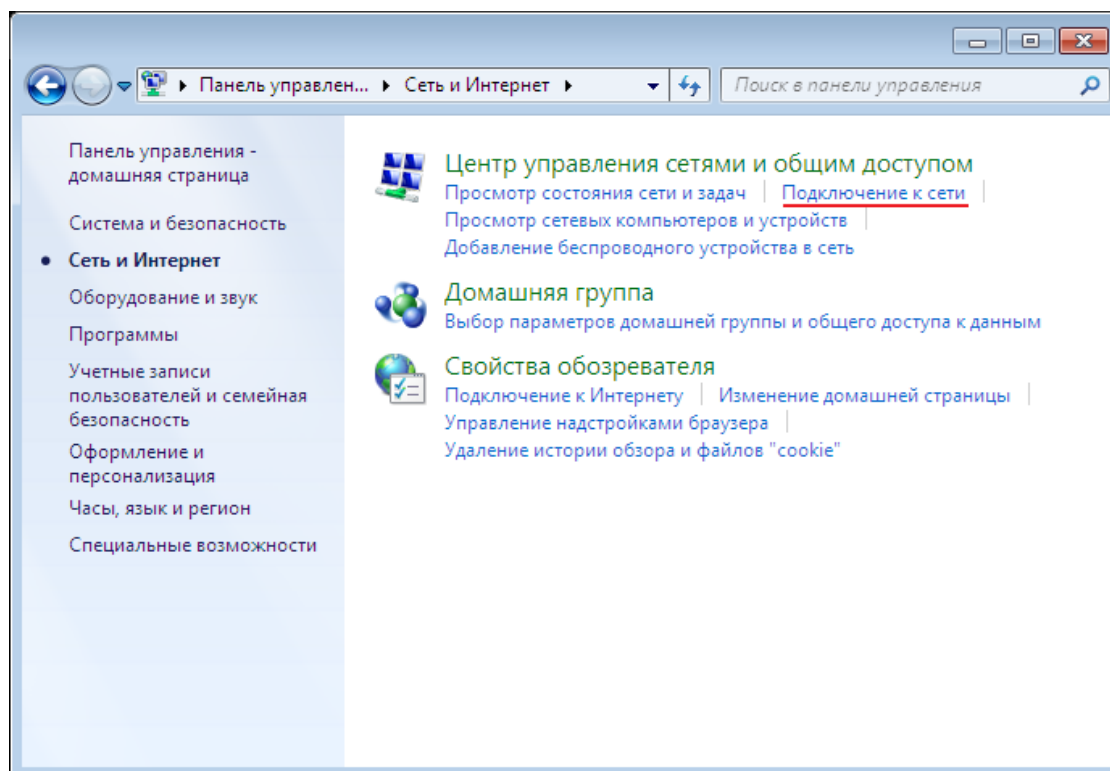 Панель управлен... Сеть и Интернет
Поиск в панели управления
Панель управления -
домашняя страница
Система и безопасность
Сеть и Интернет
Оборудование и звук
Программы
Учетные записи
пользователей и семейная
безопасность
Оформление и
персонализация
Часы, язык и регион
Специальные возможности
Центр управления сетями и общим доступом
Просмотр состояния сети и задач Подключение к сети
Просмотр сетевых компьютеров и устройств
Добавление беспроводного устройства в сеть
Домашняя группа
Выбор параметров домашней группы и общего доступа к данным
Свойства обозревателя
Подключение к Интернету Изменение домашней страницы
Управление надстройками браузера
Удаление истории обзора и файлов "cookie"